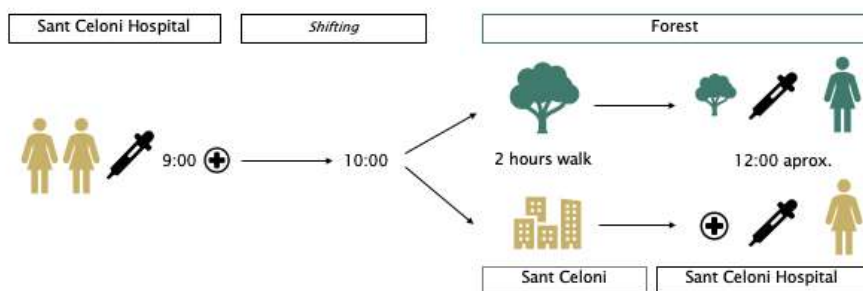 Sant Celoni Hospital
Shifting
Forest
9:00
10:00
2 hours walk
12:00 aprox.
Sant Celoni
Sant Celoni Hospital